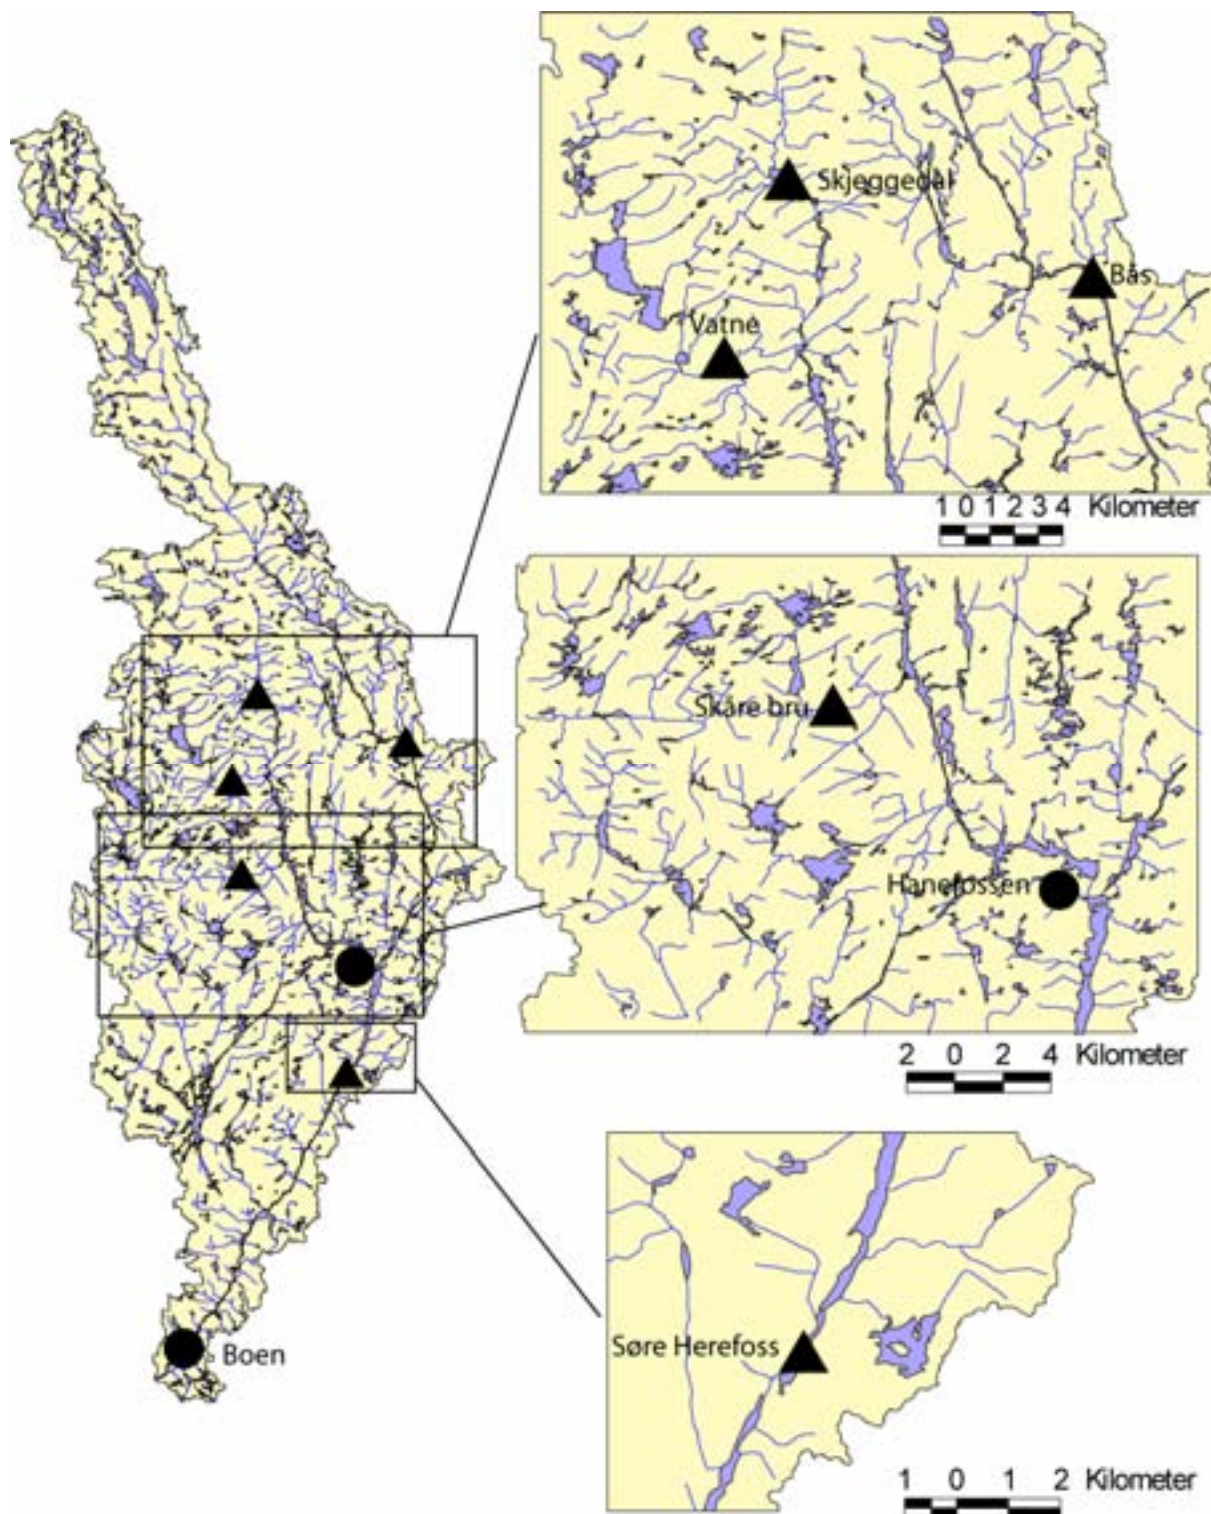 Skjeggedal
Bås
Vatne
1 0 1 2 3 4 Kilometer
Skåre bru
Hanefossen
2 0 2 4 Kilometer
Søre Herefoss
Boen
1 0 1 2 Kilometer